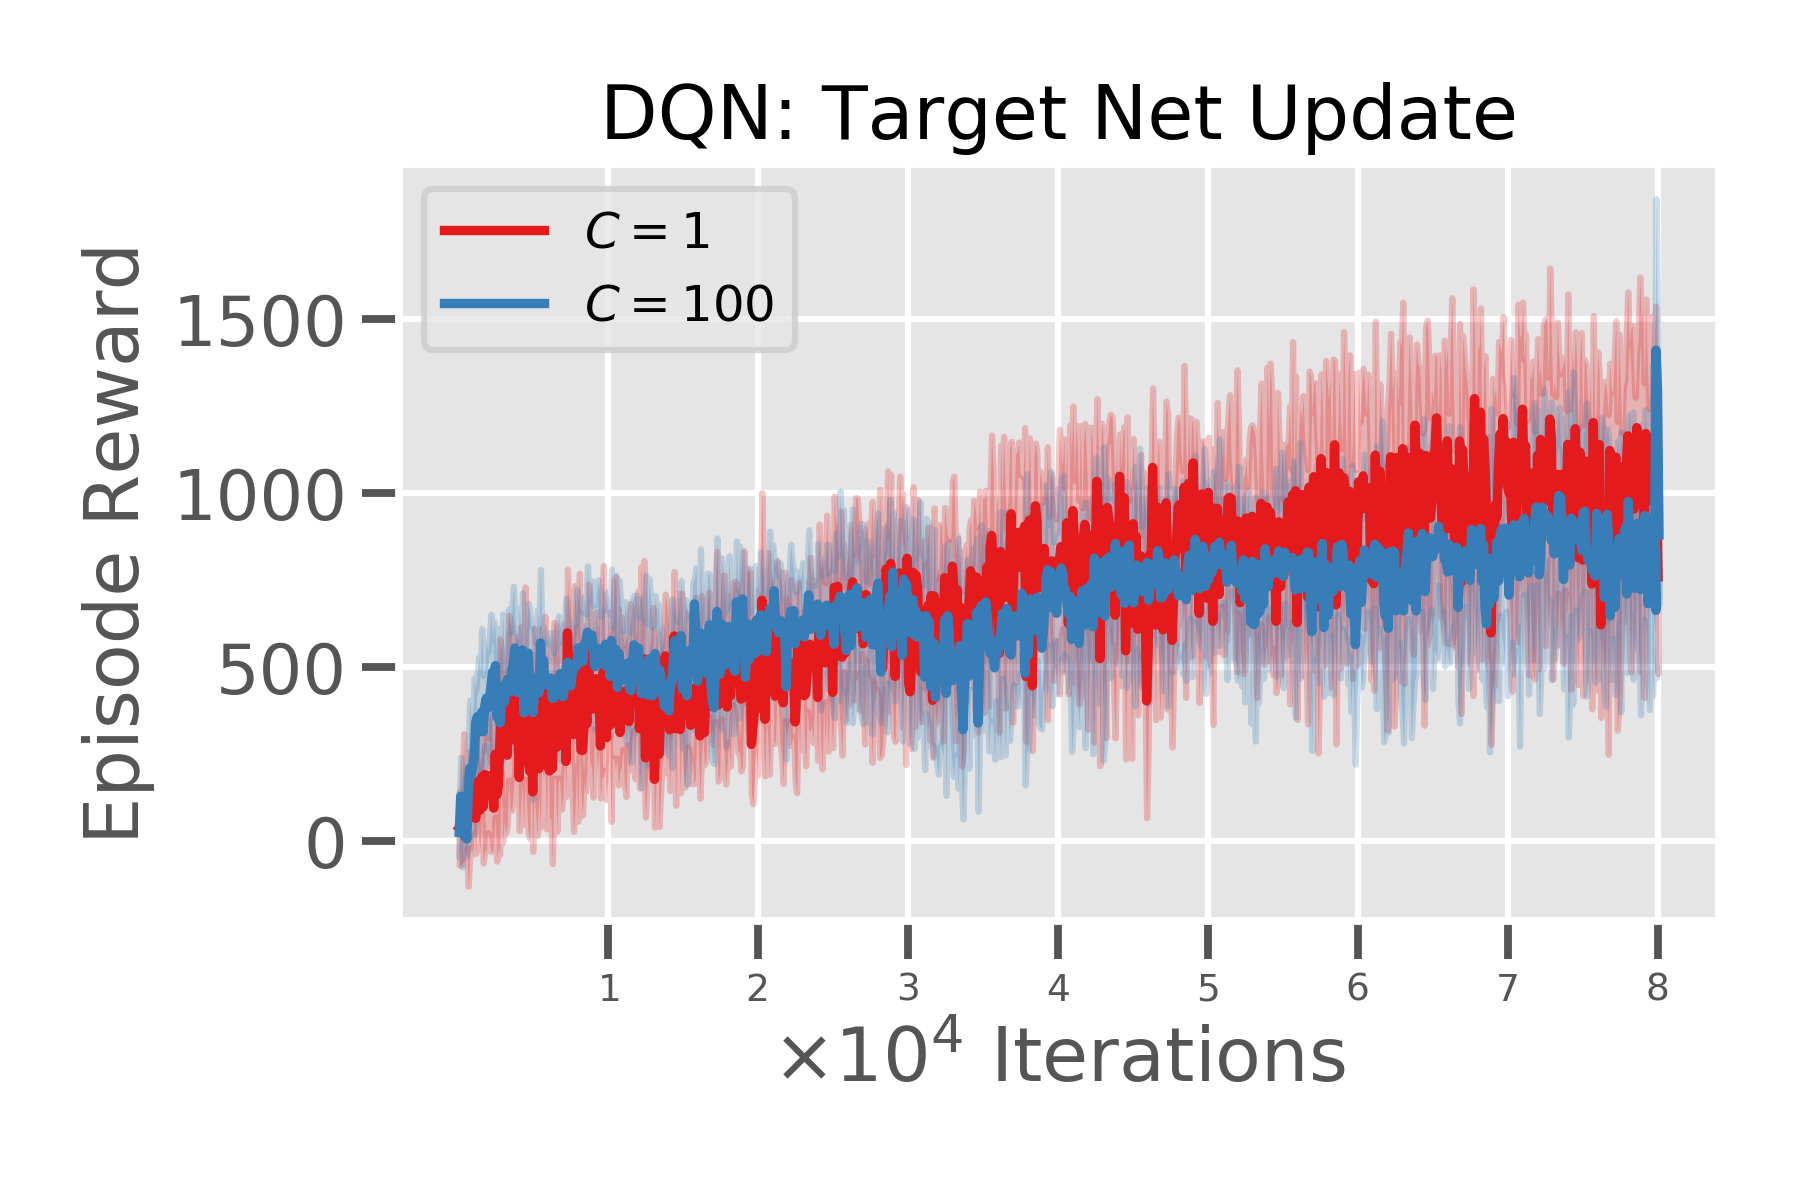 DQN: Target Net Update
C = 1
C = 100
Episode Reward
1500
1000
500
0
1 2 3 4 5 6 7 8
×10⁴ Iterations